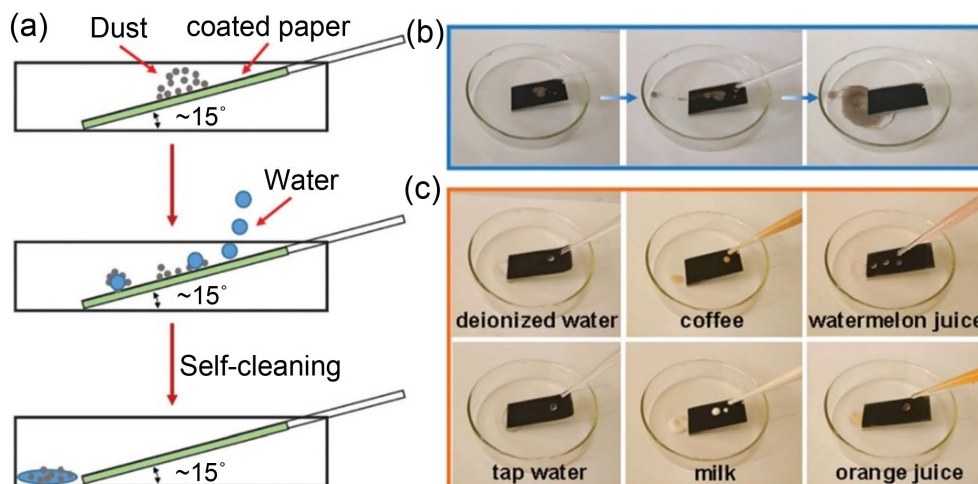 (a)
Dust
coated paper
~15°
Water
~15°
Self-cleaning
~15°
(b)
(c)
deionized water
coffee
watermelon juice
tap water
milk
orange juice